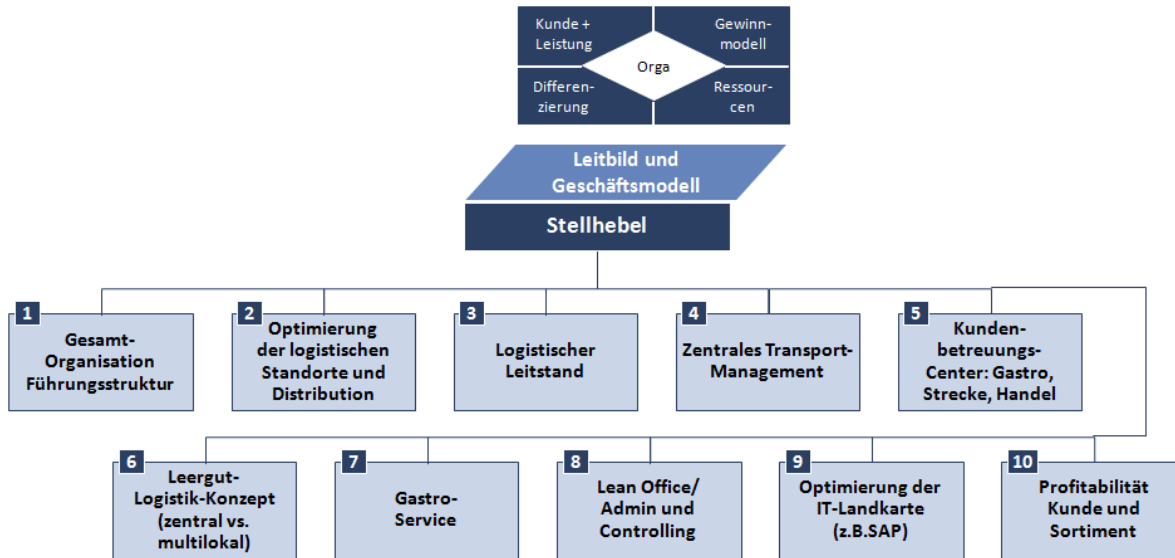 Kunde +
Leistung
Gewinn-
modell
Orga
Differen-
zierung
Ressour-
cen
Leitbild und
Geschäftsmodell
Stellhebel
1
Gesamt-
Organisation
Führungsstruktur
2
Optimierung
der logistischen
Standorte und
Distribution
3
Logistischer
Leitstand
4
Zentrales Transport-
Management
5
Kunden-
betreuungs-
Center: Gastro,
Strecke, Handel
6
Leergut-
Logistik-Konzept
(zentral vs.
multilokal)
7
Gastro-
Service
8
Lean Office/
Admin und
Controlling
9
Optimierung der
IT-Landkarte
(z.B.SAP)
10
Profitabilität
Kunde und
Sortiment